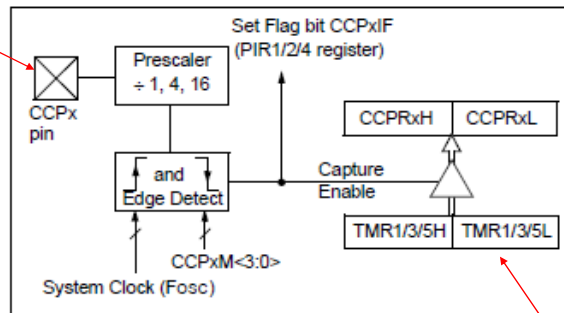 Set Flag bit CCPxIF
(PIR1/2/4 register)
Prescaler
÷ 1, 4, 16
CCPx
pin
CCPRxH CCPRxL
and
Edge Detect
Capture
Enable
TMR1/3/5H TMR1/3/5L
CCPxM<3:0>
System Clock (Fosc)